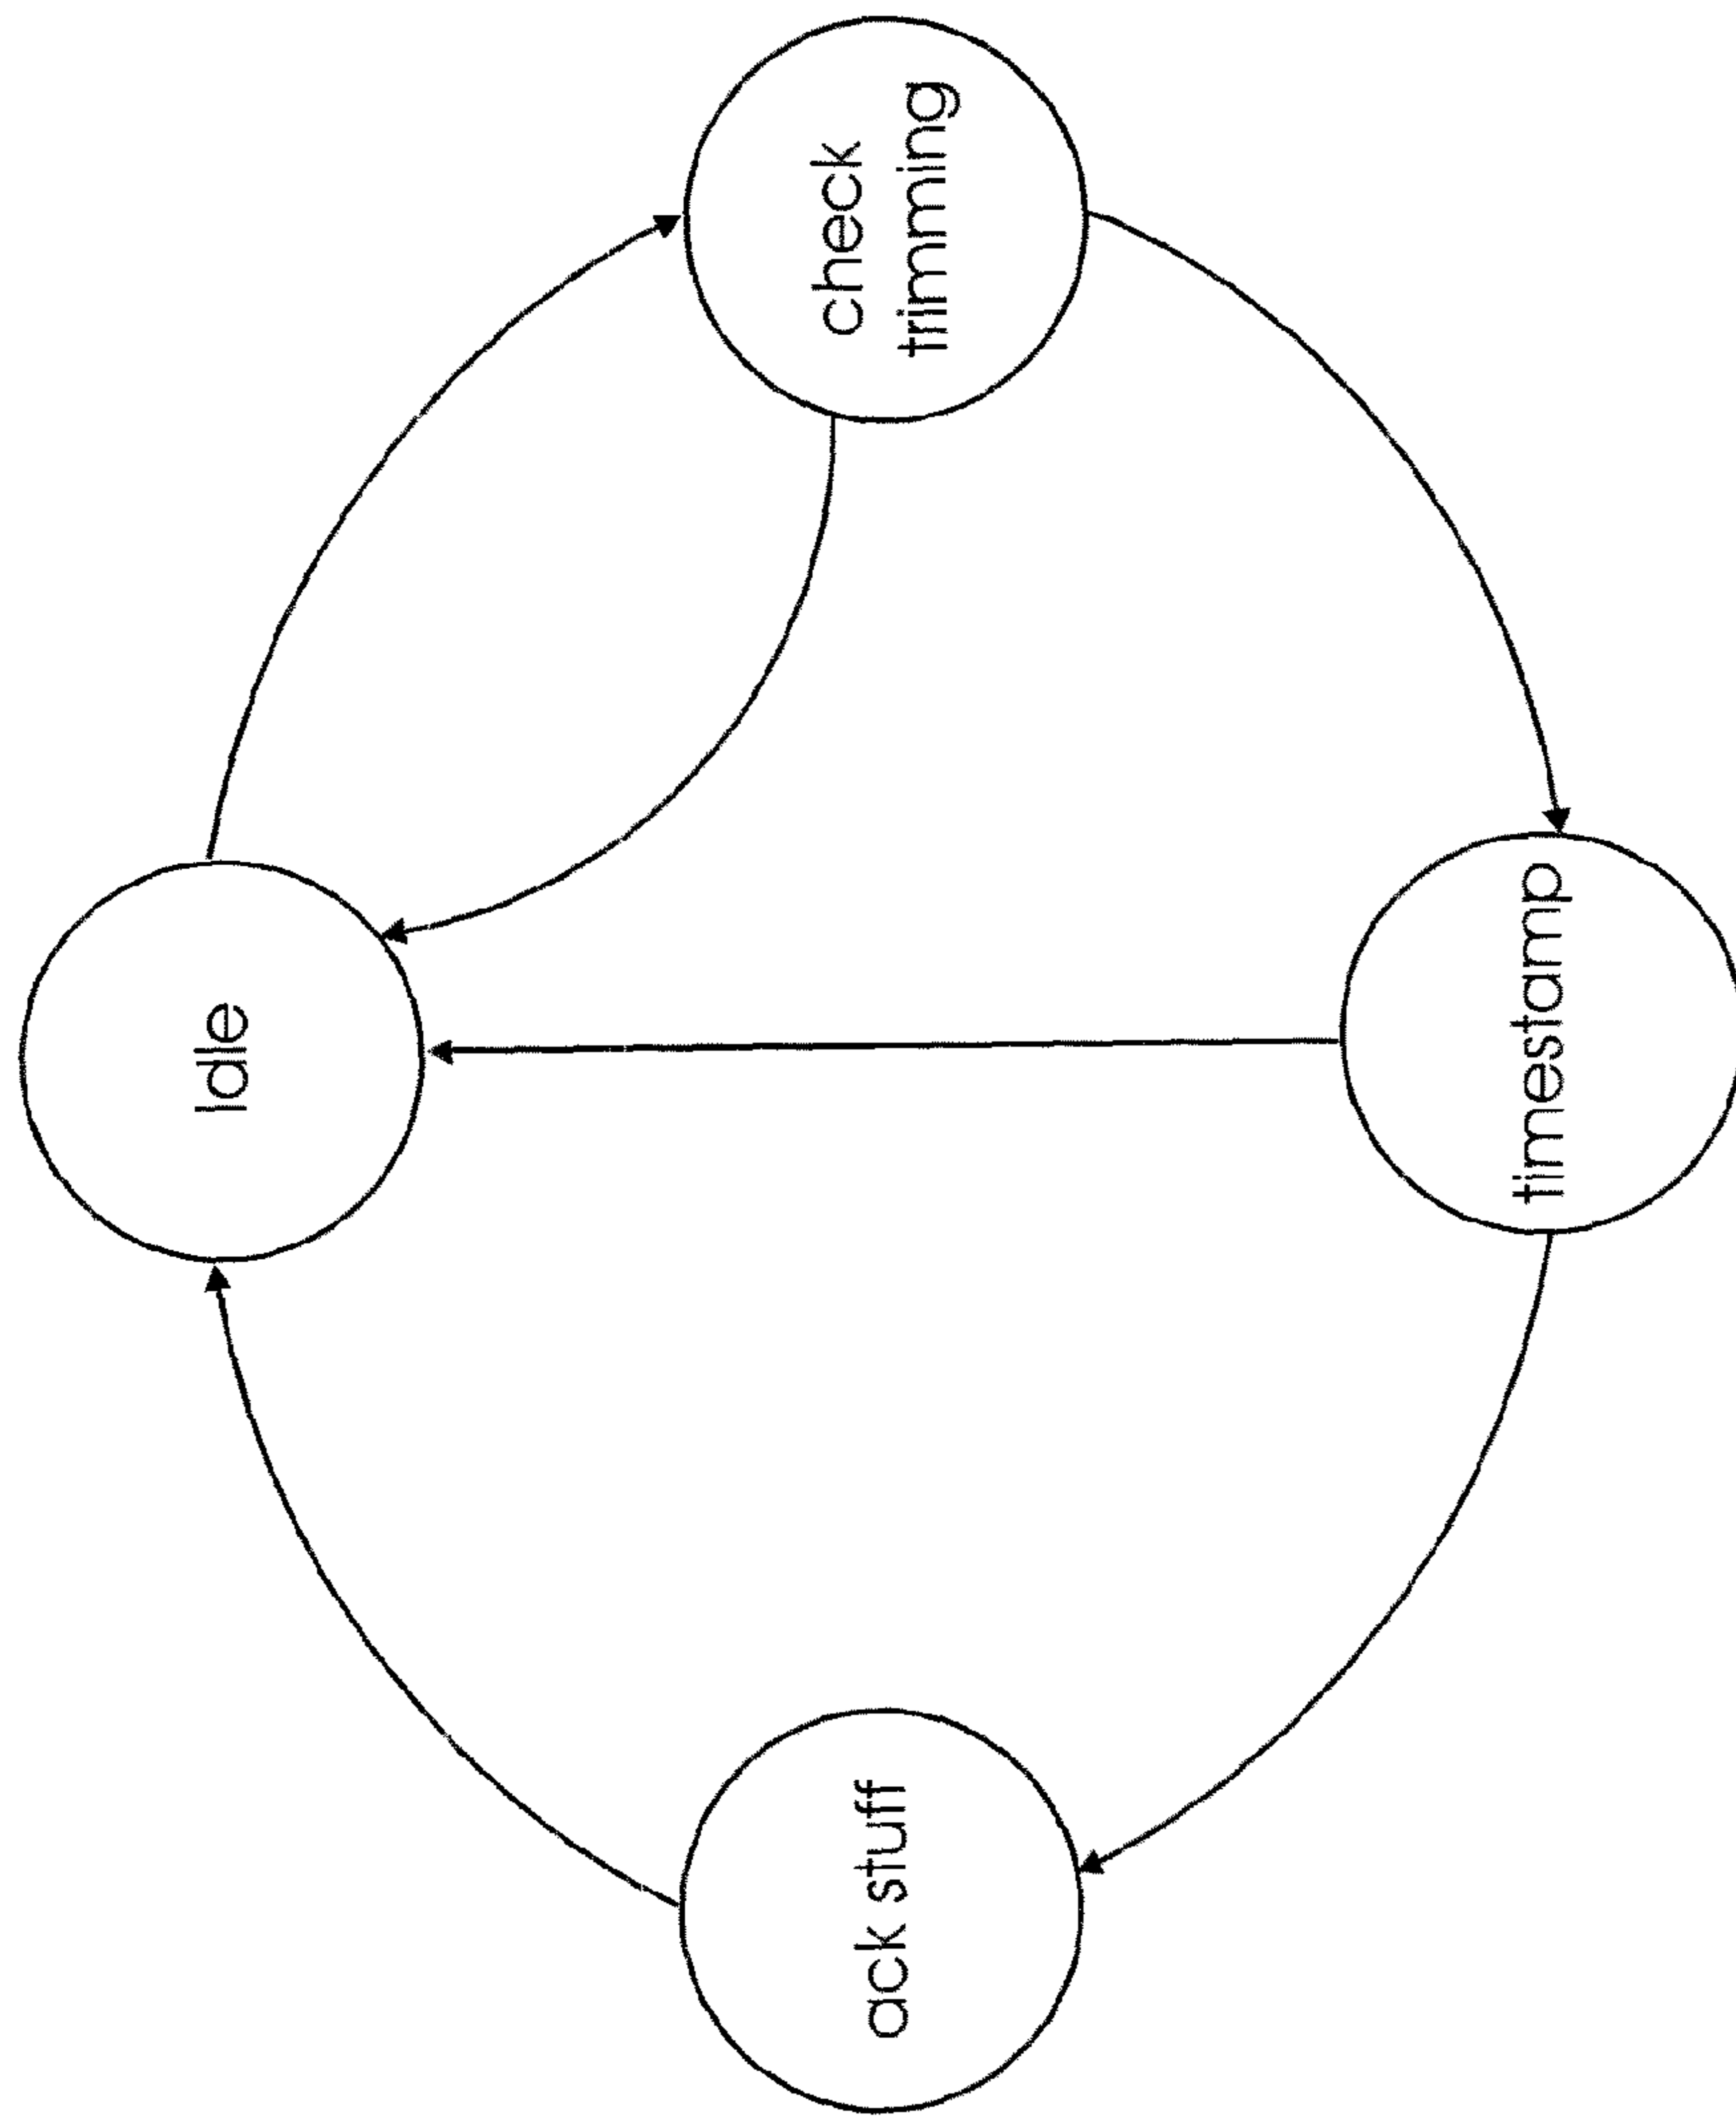 Idle
check
trimming
timestamp
ack stuff